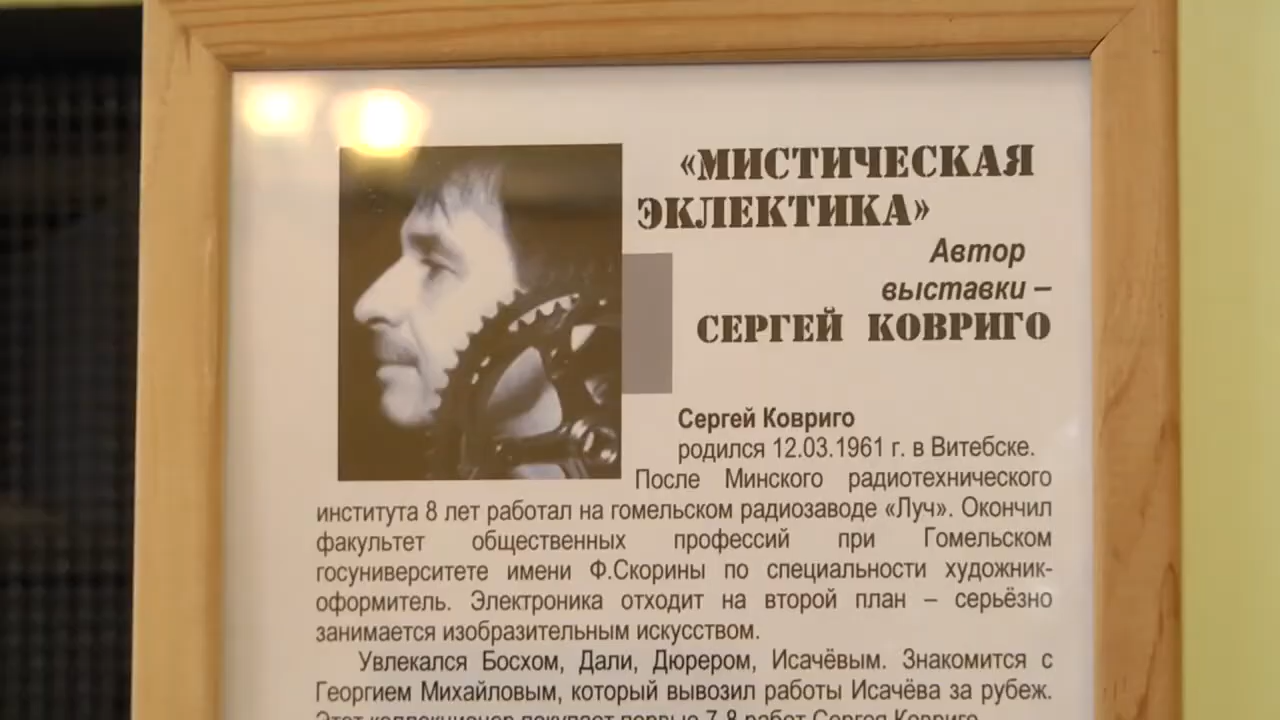 «МИСТИЧЕСКАЯ
ЭКЛЕКТИКА»
Автор
выставки –
СЕРГЕЙ КОВРИГО
Сергей Ковриго
родился 12.03.1961 г. в Витебске.
После Минского радиотехнического
института 8 лет работал на гомельском радиозаводе «Луч». Окончил
факультет общественных профессий при Гомельском
госуниверситете имени Ф.Скорины по специальности художник-
оформитель. Электроника отходит на второй план – серьёзно
занимается изобразительным искусством.
Увлекался Босхом, Дали, Дюрером, Исачёвым. Знакомится с
Георгием Михайловым, который вывозил работы Исачёва за рубеж.
Этот коллекционер покупает первые 7-8 работ Сергея Ковриго